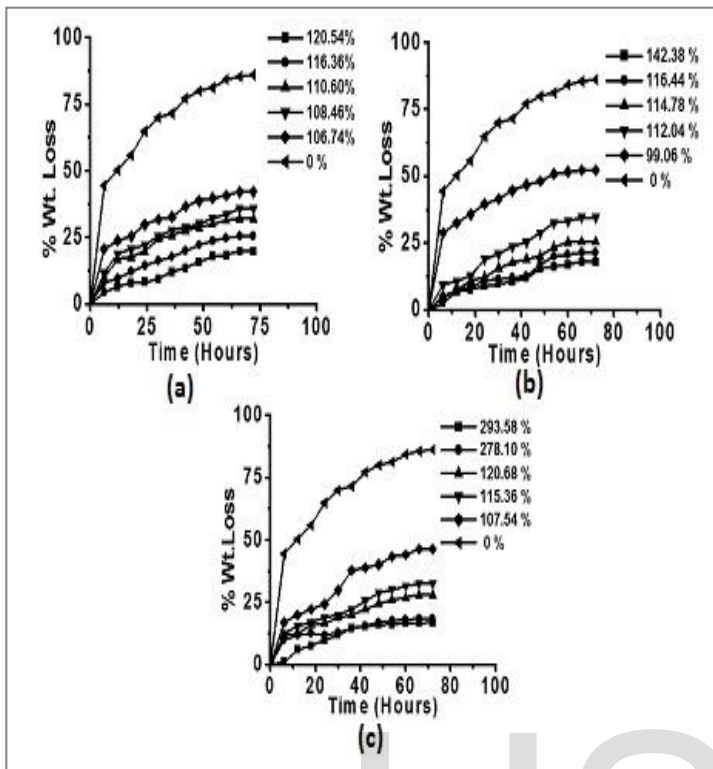 100
75
50
25
0
% Wt. Loss
120.54%
116.36%
110.60%
108.46%
106.74%
0 %
0 25 50 75 100
Time (Hours)
(a)
100
75
50
25
0
% Wt.Loss
142.38 %
116.44 %
114.78 %
112.04 %
99.06 %
0 %
0 20 40 60 80 100
Time (Hours)
(b)
100
75
50
25
0
% Wt.Loss
293.58 %
278.10 %
120.68 %
115.36 %
107.54 %
0 %
0 20 40 60 80 100
Time (Hours)
(c)